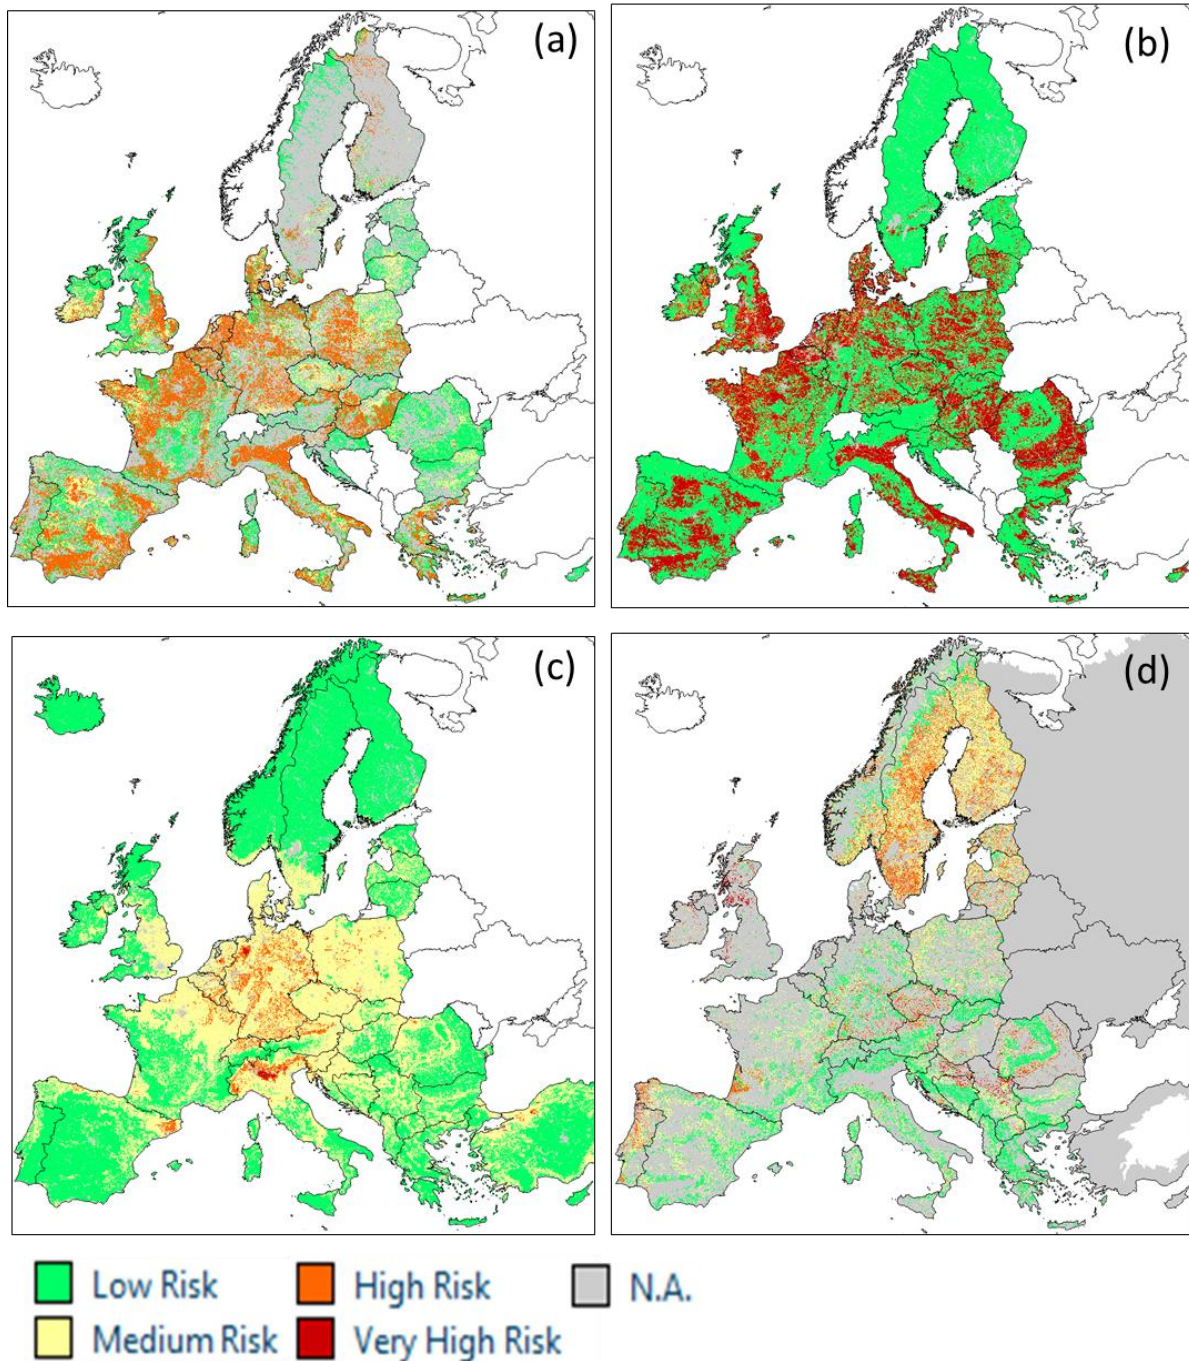 (a)
(b)
(c)
(d)
Low Risk
High Risk
N.A.
Medium Risk
Very High Risk